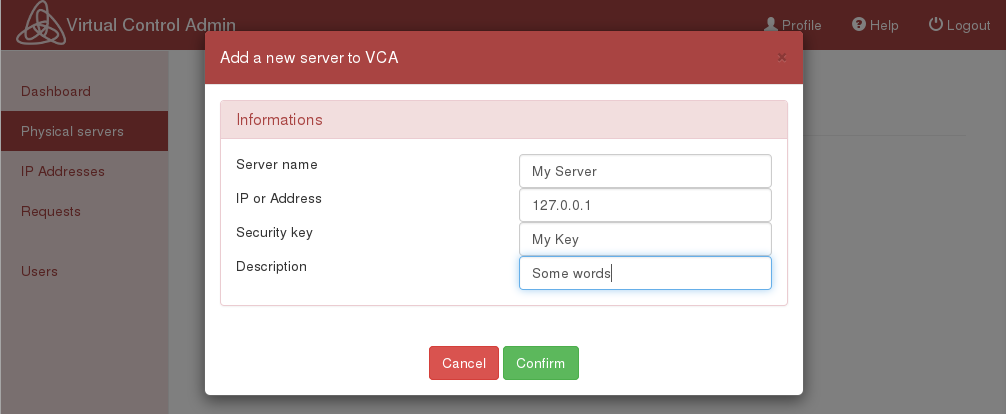 Virtual Control Admin
Profile
Help
Logout
Add a new server to VCA
×
Dashboard
Physical servers
IP Addresses
Requests
Users
Informations
Server name
My Server
IP or Address
127.0.0.1
Security key
My Key
Description
Some words
Cancel
Confirm